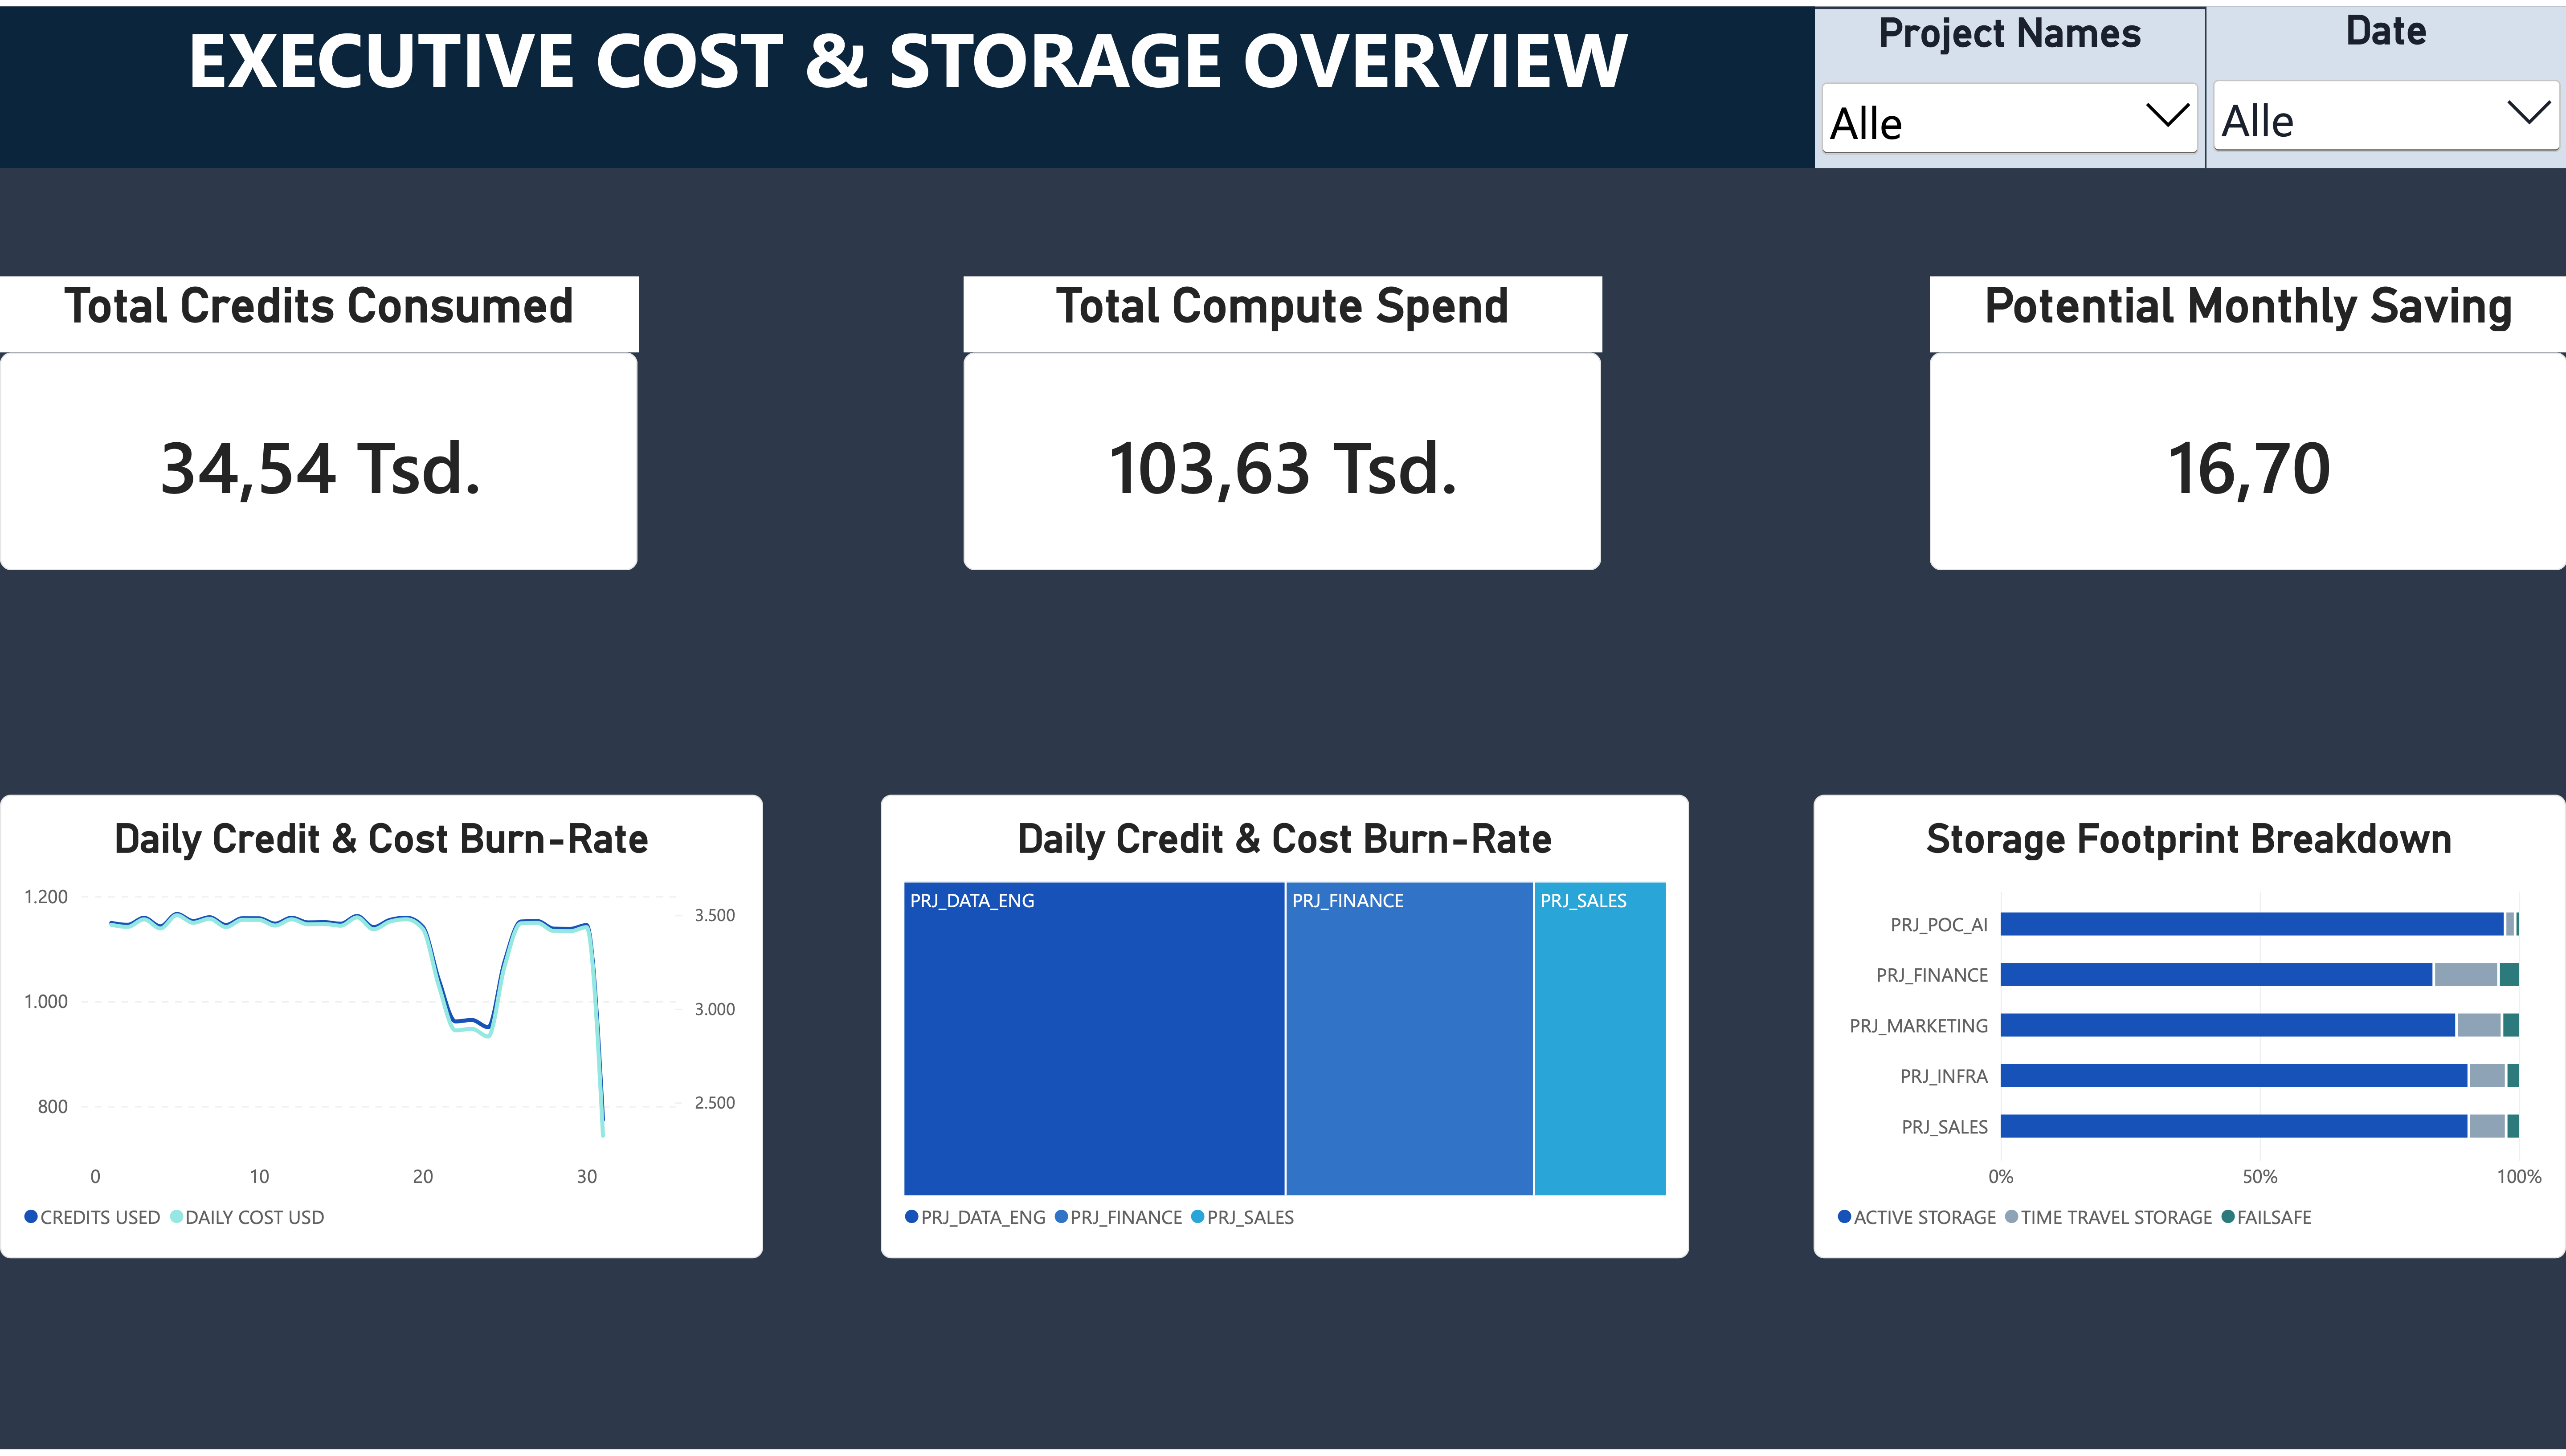 EXECUTIVE COST & STORAGE OVERVIEW
Project Names
Alle
Date
Alle
Total Credits Consumed
34,54 Tsd.
Total Compute Spend
103,63 Tsd.
Potential Monthly Saving
16,70
Daily Credit & Cost Burn-Rate
1.200
1.000
800
3.500
3.000
2.500
0 10 20 30
CREDITS USED DAILY COST USD
Daily Credit & Cost Burn-Rate
PRJ_DATA_ENG PRJ_FINANCE PRJ_SALES
PRJ_DATA_ENG PRJ_FINANCE PRJ_SALES
Storage Footprint Breakdown
PRJ_POC_AI
PRJ_FINANCE
PRJ_MARKETING
PRJ_INFRA
PRJ_SALES
0% 50% 100%
ACTIVE STORAGE TIME TRAVEL STORAGE FAILSAFE